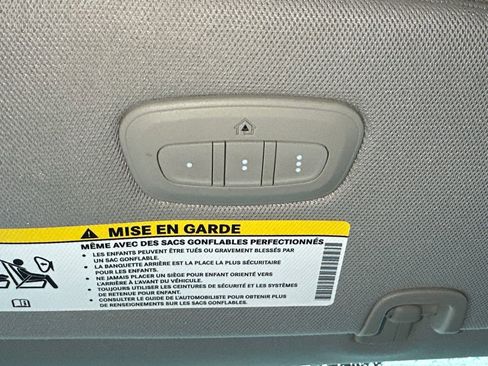 MISE EN GARDE
MÊME AVEC DES SACS GONFLABLES PERFECTIONNÉS
• LES ENFANTS PEUVENT ÊTRE TUÉS OU GRAVEMENT BLESSÉS PAR
UN SAC GONFLABLE.
• LA BANQUETTE ARRIÈRE EST LA PLACE LA PLUS SÉCURITAIRE
POUR LES ENFANTS.
• NE JAMAIS PLACER UN SIÈGE POUR ENFANT ORIENTÉ VERS
L'ARRIÈRE À L'AVANT DU VÉHICULE.
• TOUJOURS UTILISER LES CEINTURES DE SÉCURITÉ ET LES SYSTÈMES
DE RETENUE POUR ENFANT.
• CONSULTER LE GUIDE DE L'AUTOMOBILISTE POUR OBTENIR PLUS
DE RENSEIGNEMENTS SUR LES SACS GONFLABLES.